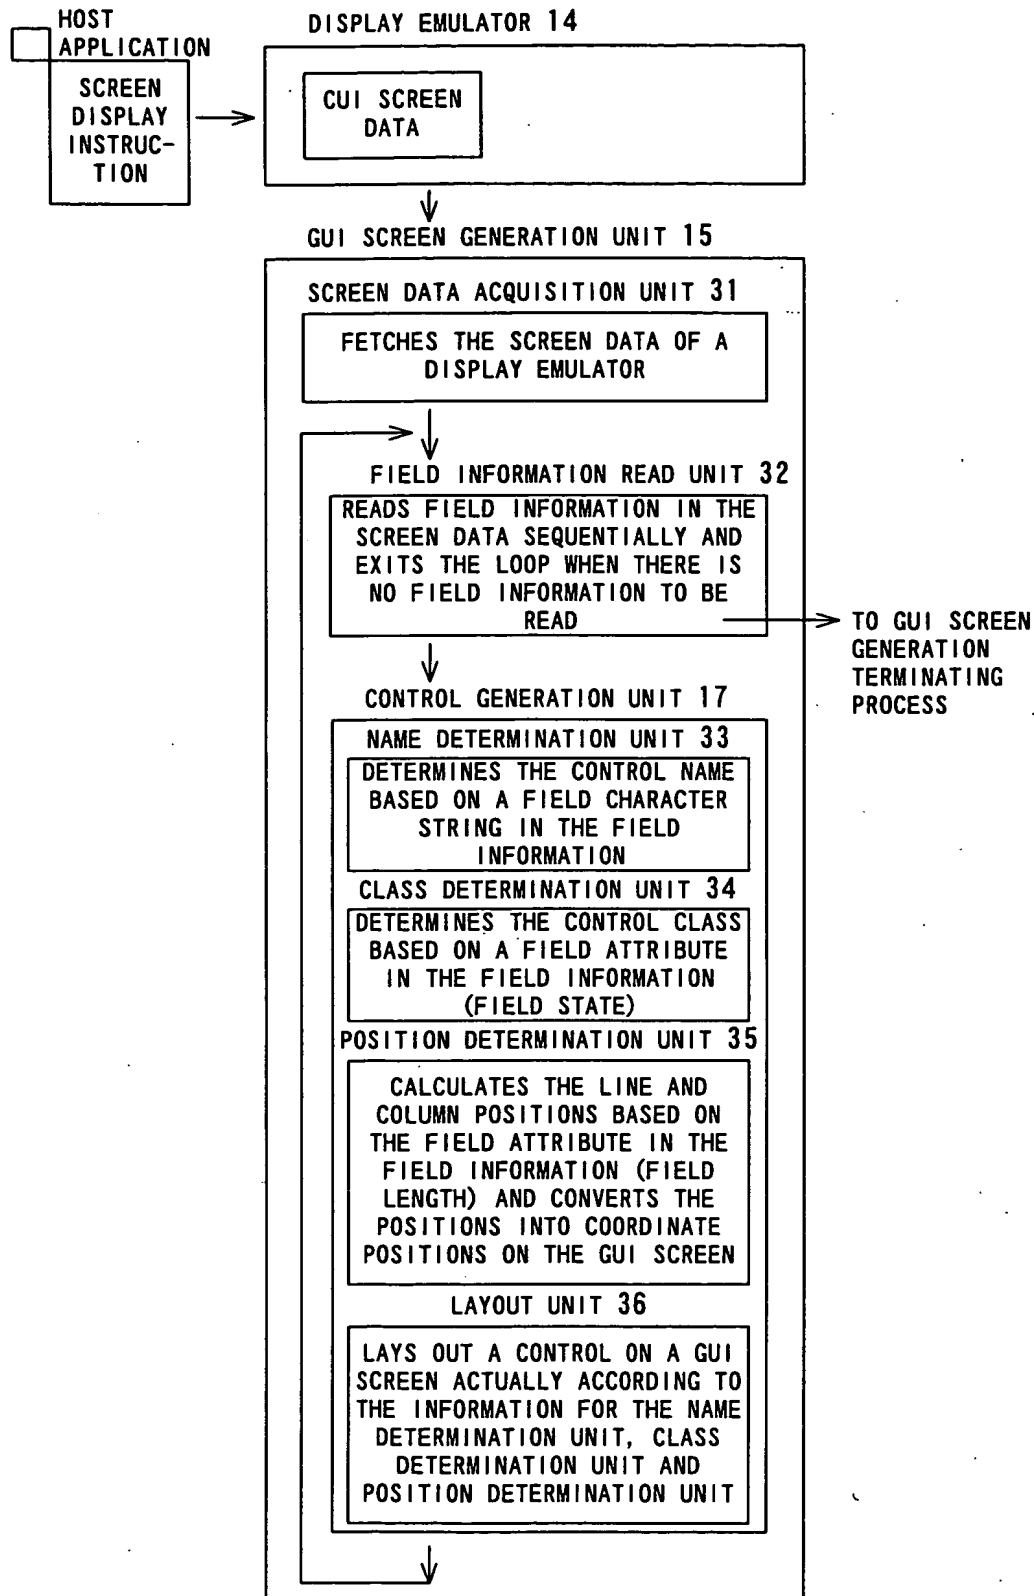 HOST
APPLICATION
DISPLAY EMULATOR 14
SCREEN
DISPLAY
INSTRUC-
TION
CUI SCREEN
DATA
GUI SCREEN GENERATION UNIT 15
SCREEN DATA ACQUISITION UNIT 31
FETCHES THE SCREEN DATA OF A
DISPLAY EMULATOR
FIELD INFORMATION READ UNIT 32
READS FIELD INFORMATION IN THE
SCREEN DATA SEQUENTIALLY AND
EXITS THE LOOP WHEN THERE IS
NO FIELD INFORMATION TO BE
READ
TO GUI SCREEN
GENERATION
TERMINATING
PROCESS
CONTROL GENERATION UNIT 17
NAME DETERMINATION UNIT 33
DETERMINES THE CONTROL NAME
BASED ON A FIELD CHARACTER
STRING IN THE FIELD
INFORMATION
CLASS DETERMINATION UNIT 34
DETERMINES THE CONTROL CLASS
BASED ON A FIELD ATTRIBUTE
IN THE FIELD INFORMATION
(FIELD STATE)
POSITION DETERMINATION UNIT 35
CALCULATES THE LINE AND
COLUMN POSITIONS BASED ON
THE FIELD ATTRIBUTE IN THE
FIELD INFORMATION (FIELD
LENGTH) AND CONVERTS THE
POSITIONS INTO COORDINATE
POSITIONS ON THE GUI SCREEN
LAYOUT UNIT 36
LAYS OUT A CONTROL ON A GUI
SCREEN ACTUALLY ACCORDING TO
THE INFORMATION FOR THE NAME
DETERMINATION UNIT, CLASS
DETERMINATION UNIT AND
POSITION DETERMINATION UNIT